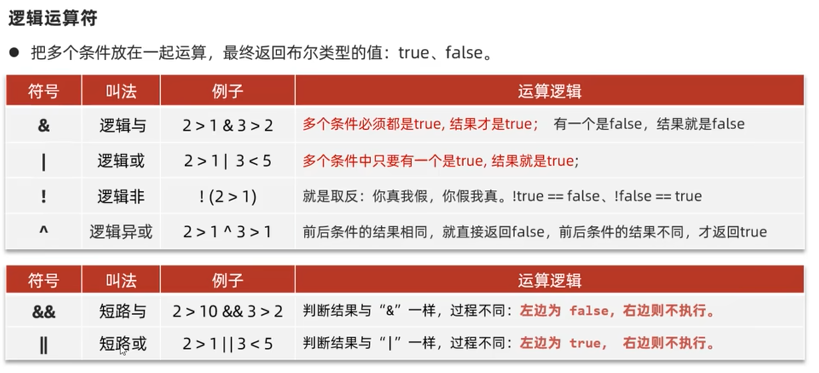 逻辑运算符
● 把多个条件放在一起运算，最终返回布尔类型的值：true、false。
符号 叫法 例子 运算逻辑
& 逻辑与 2 > 1 & 3 > 2 多个条件必须都是true, 结果才是true； 有一个是false，结果就是false
| 逻辑或 2 > 1 | 3 < 5 多个条件中只要有一个是true, 结果就是true;
! 逻辑非 ! (2 > 1) 就是取反：你真我假，你假我真。!true == false、!false == true
^ 逻辑异或 2 > 1 ^ 3 > 1 前后条件的结果相同，就直接返回false，前后条件的结果不同，才返回true
符号 叫法 例子 运算逻辑
&& 短路与 2 > 10 && 3 > 2 判断结果与“&”一样，过程不同：左边为 false，右边则不执行。
|| 短路或 2 > 1 || 3 < 5 判断结果与“|”一样，过程不同：左边为 true， 右边则不执行。